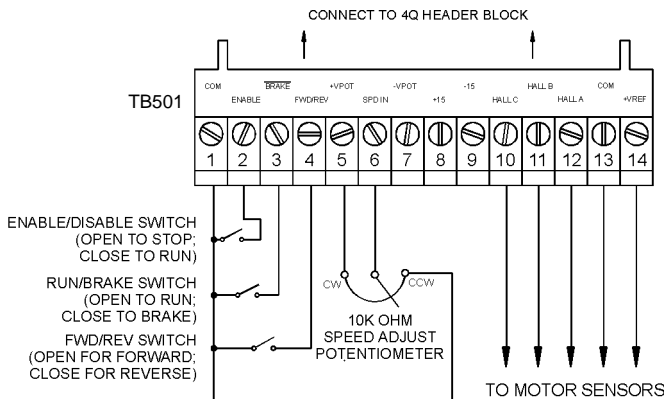 CONNECT TO 4Q HEADER BLOCK
COM BRAKE +VPOT -VPOT -15 HALL B COM
TB501 ENABLE FWD/REV SPD IN +15 HALL C HALL A +VREF
1 2 3 4 5 6 7 8 9 10 11 12 13 14
ENABLE/DISABLE SWITCH
(OPEN TO STOP;
CLOSE TO RUN)
RUN/BRAKE SWITCH
(OPEN TO RUN;
CLOSE TO BRAKE)
FWD/REV SWITCH
(OPEN FOR FORWARD;
CLOSE FOR REVERSE)
CW CCW
10K OHM
SPEED ADJUST
POTENTIOMETER
TO MOTOR SENSORS